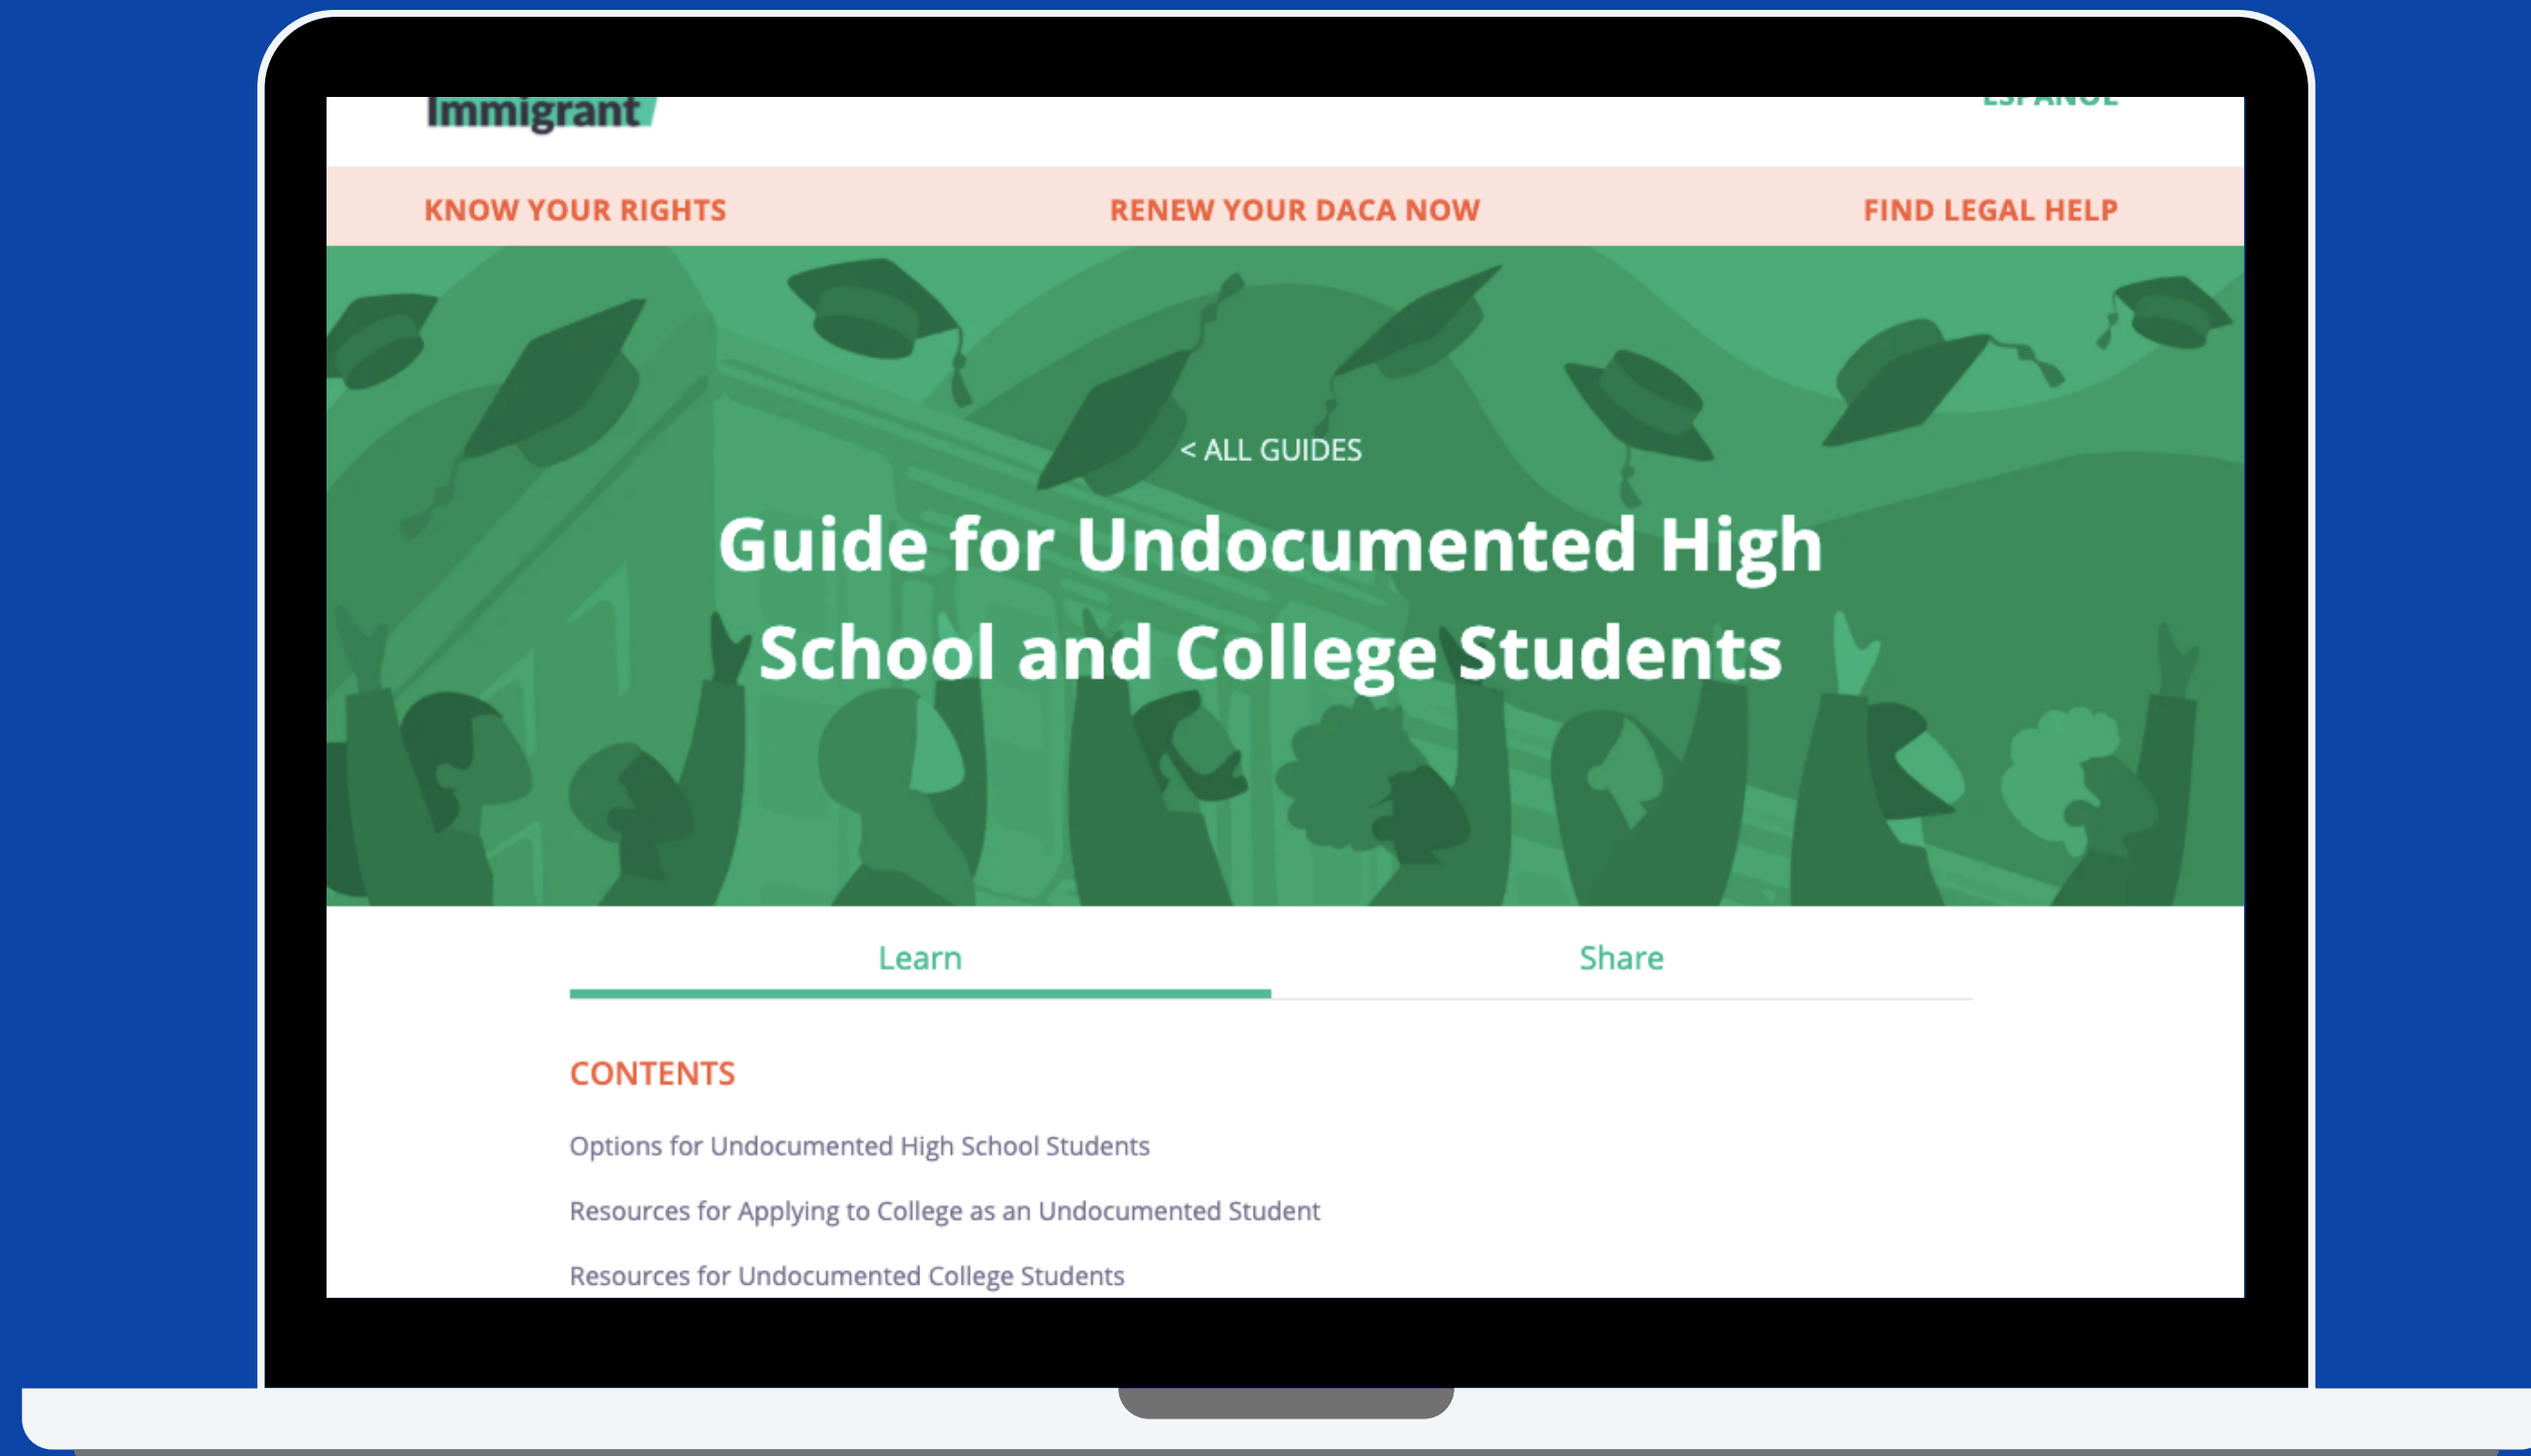 Immigrant
ESPAÑOL
KNOW YOUR RIGHTS
RENEW YOUR DACA NOW
FIND LEGAL HELP
< ALL GUIDES
Guide for Undocumented High
School and College Students
Learn
Share
CONTENTS
Options for Undocumented High School Students
Resources for Applying to College as an Undocumented Student
Resources for Undocumented College Students